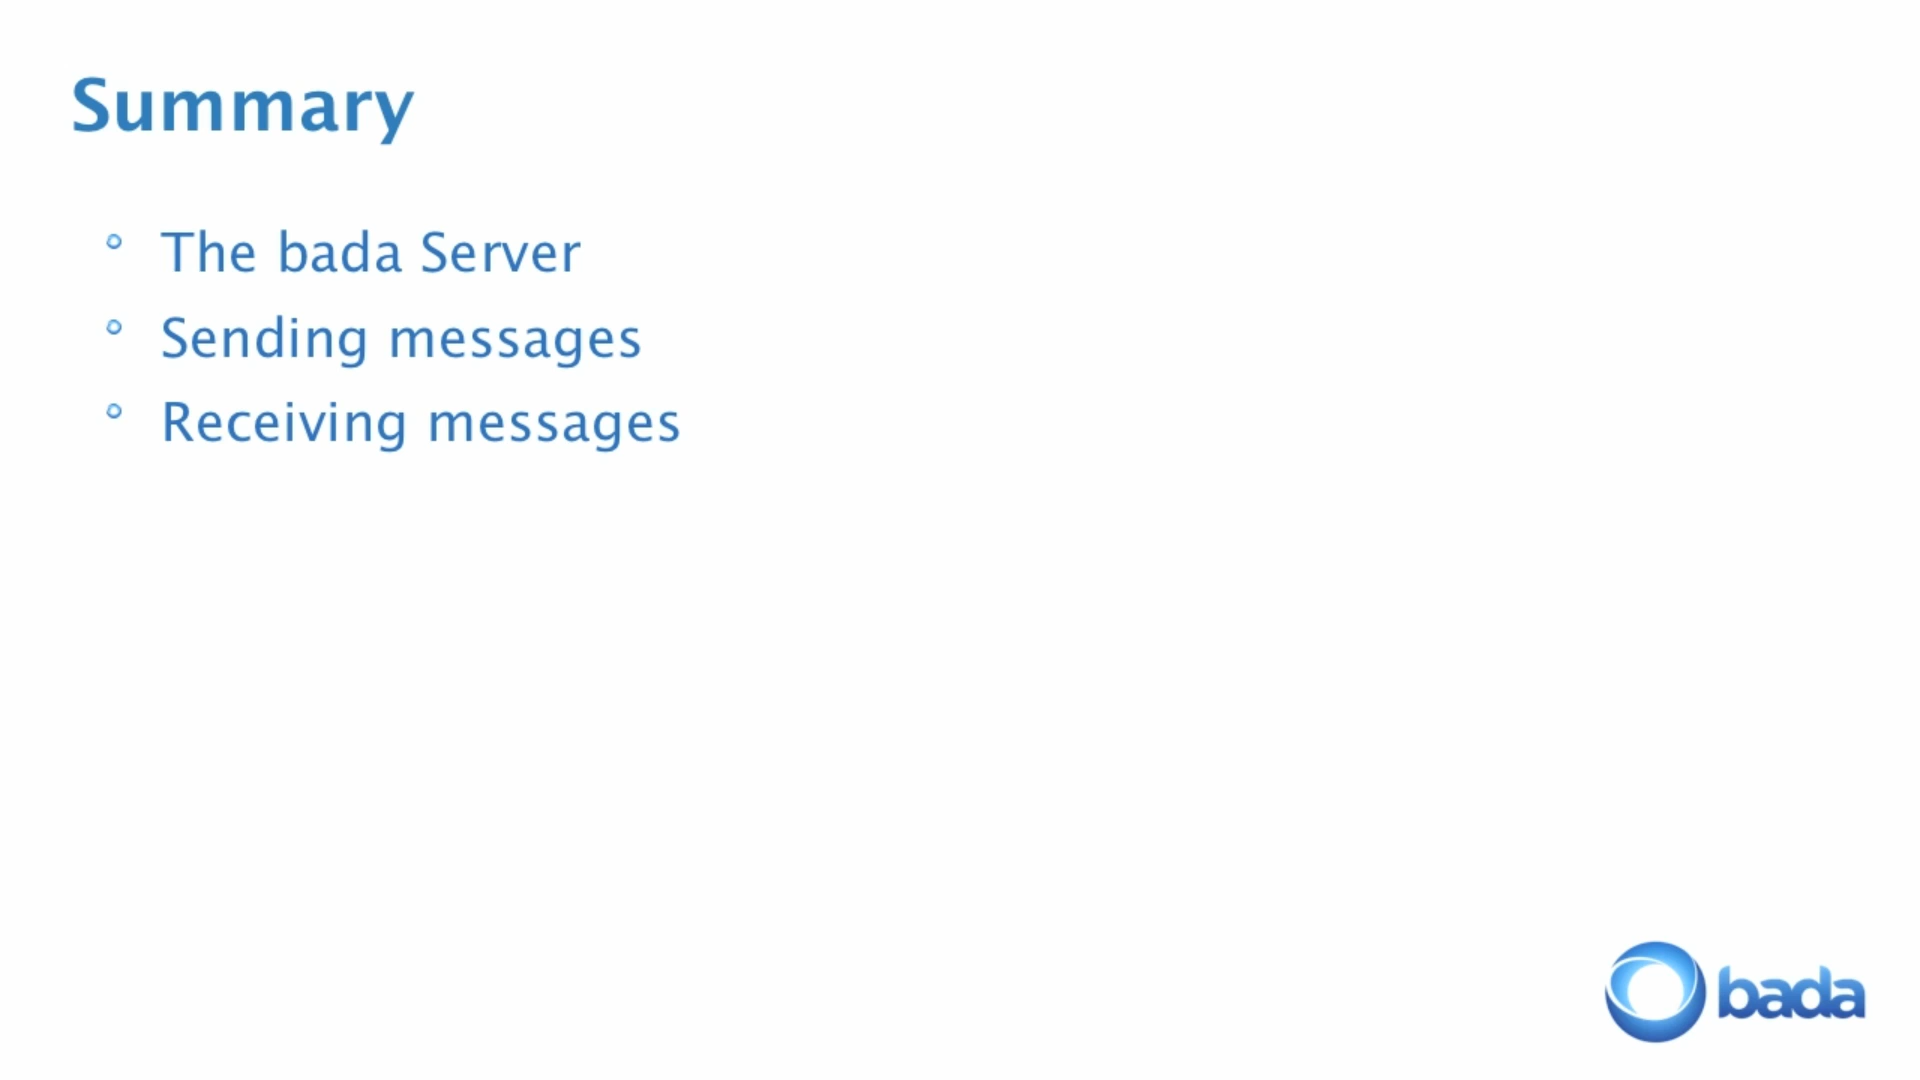 Summary
The bada Server
Sending messages
Receiving messages
bada